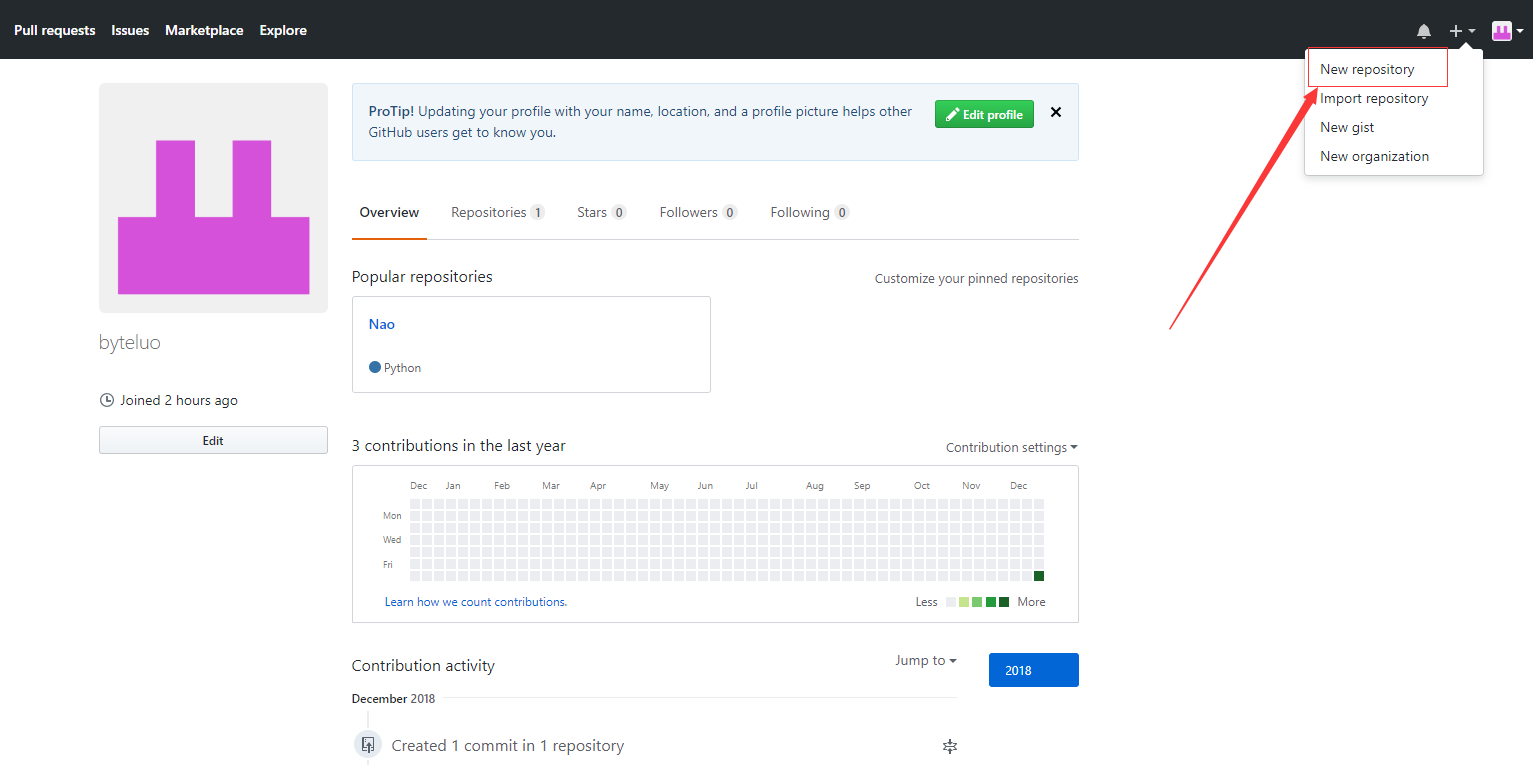 Pull requests Issues Marketplace Explore
New repository
Import repository
New gist
New organization
ProTip! Updating your profile with your name, location, and a profile picture helps other
GitHub users get to know you.
Edit profile
byteluo
Joined 2 hours ago
Edit
Overview Repositories 1 Stars 0 Followers 0 Following 0
Popular repositories
Customize your pinned repositories
Nao
Python
3 contributions in the last year
Contribution settings
Dec Jan Feb Mar Apr May Jun Jul Aug Sep Oct Nov Dec
Mon
Wed
Fri
Learn how we count contributions.
Less More
Contribution activity
Jump to
2018
December 2018
Created 1 commit in 1 repository